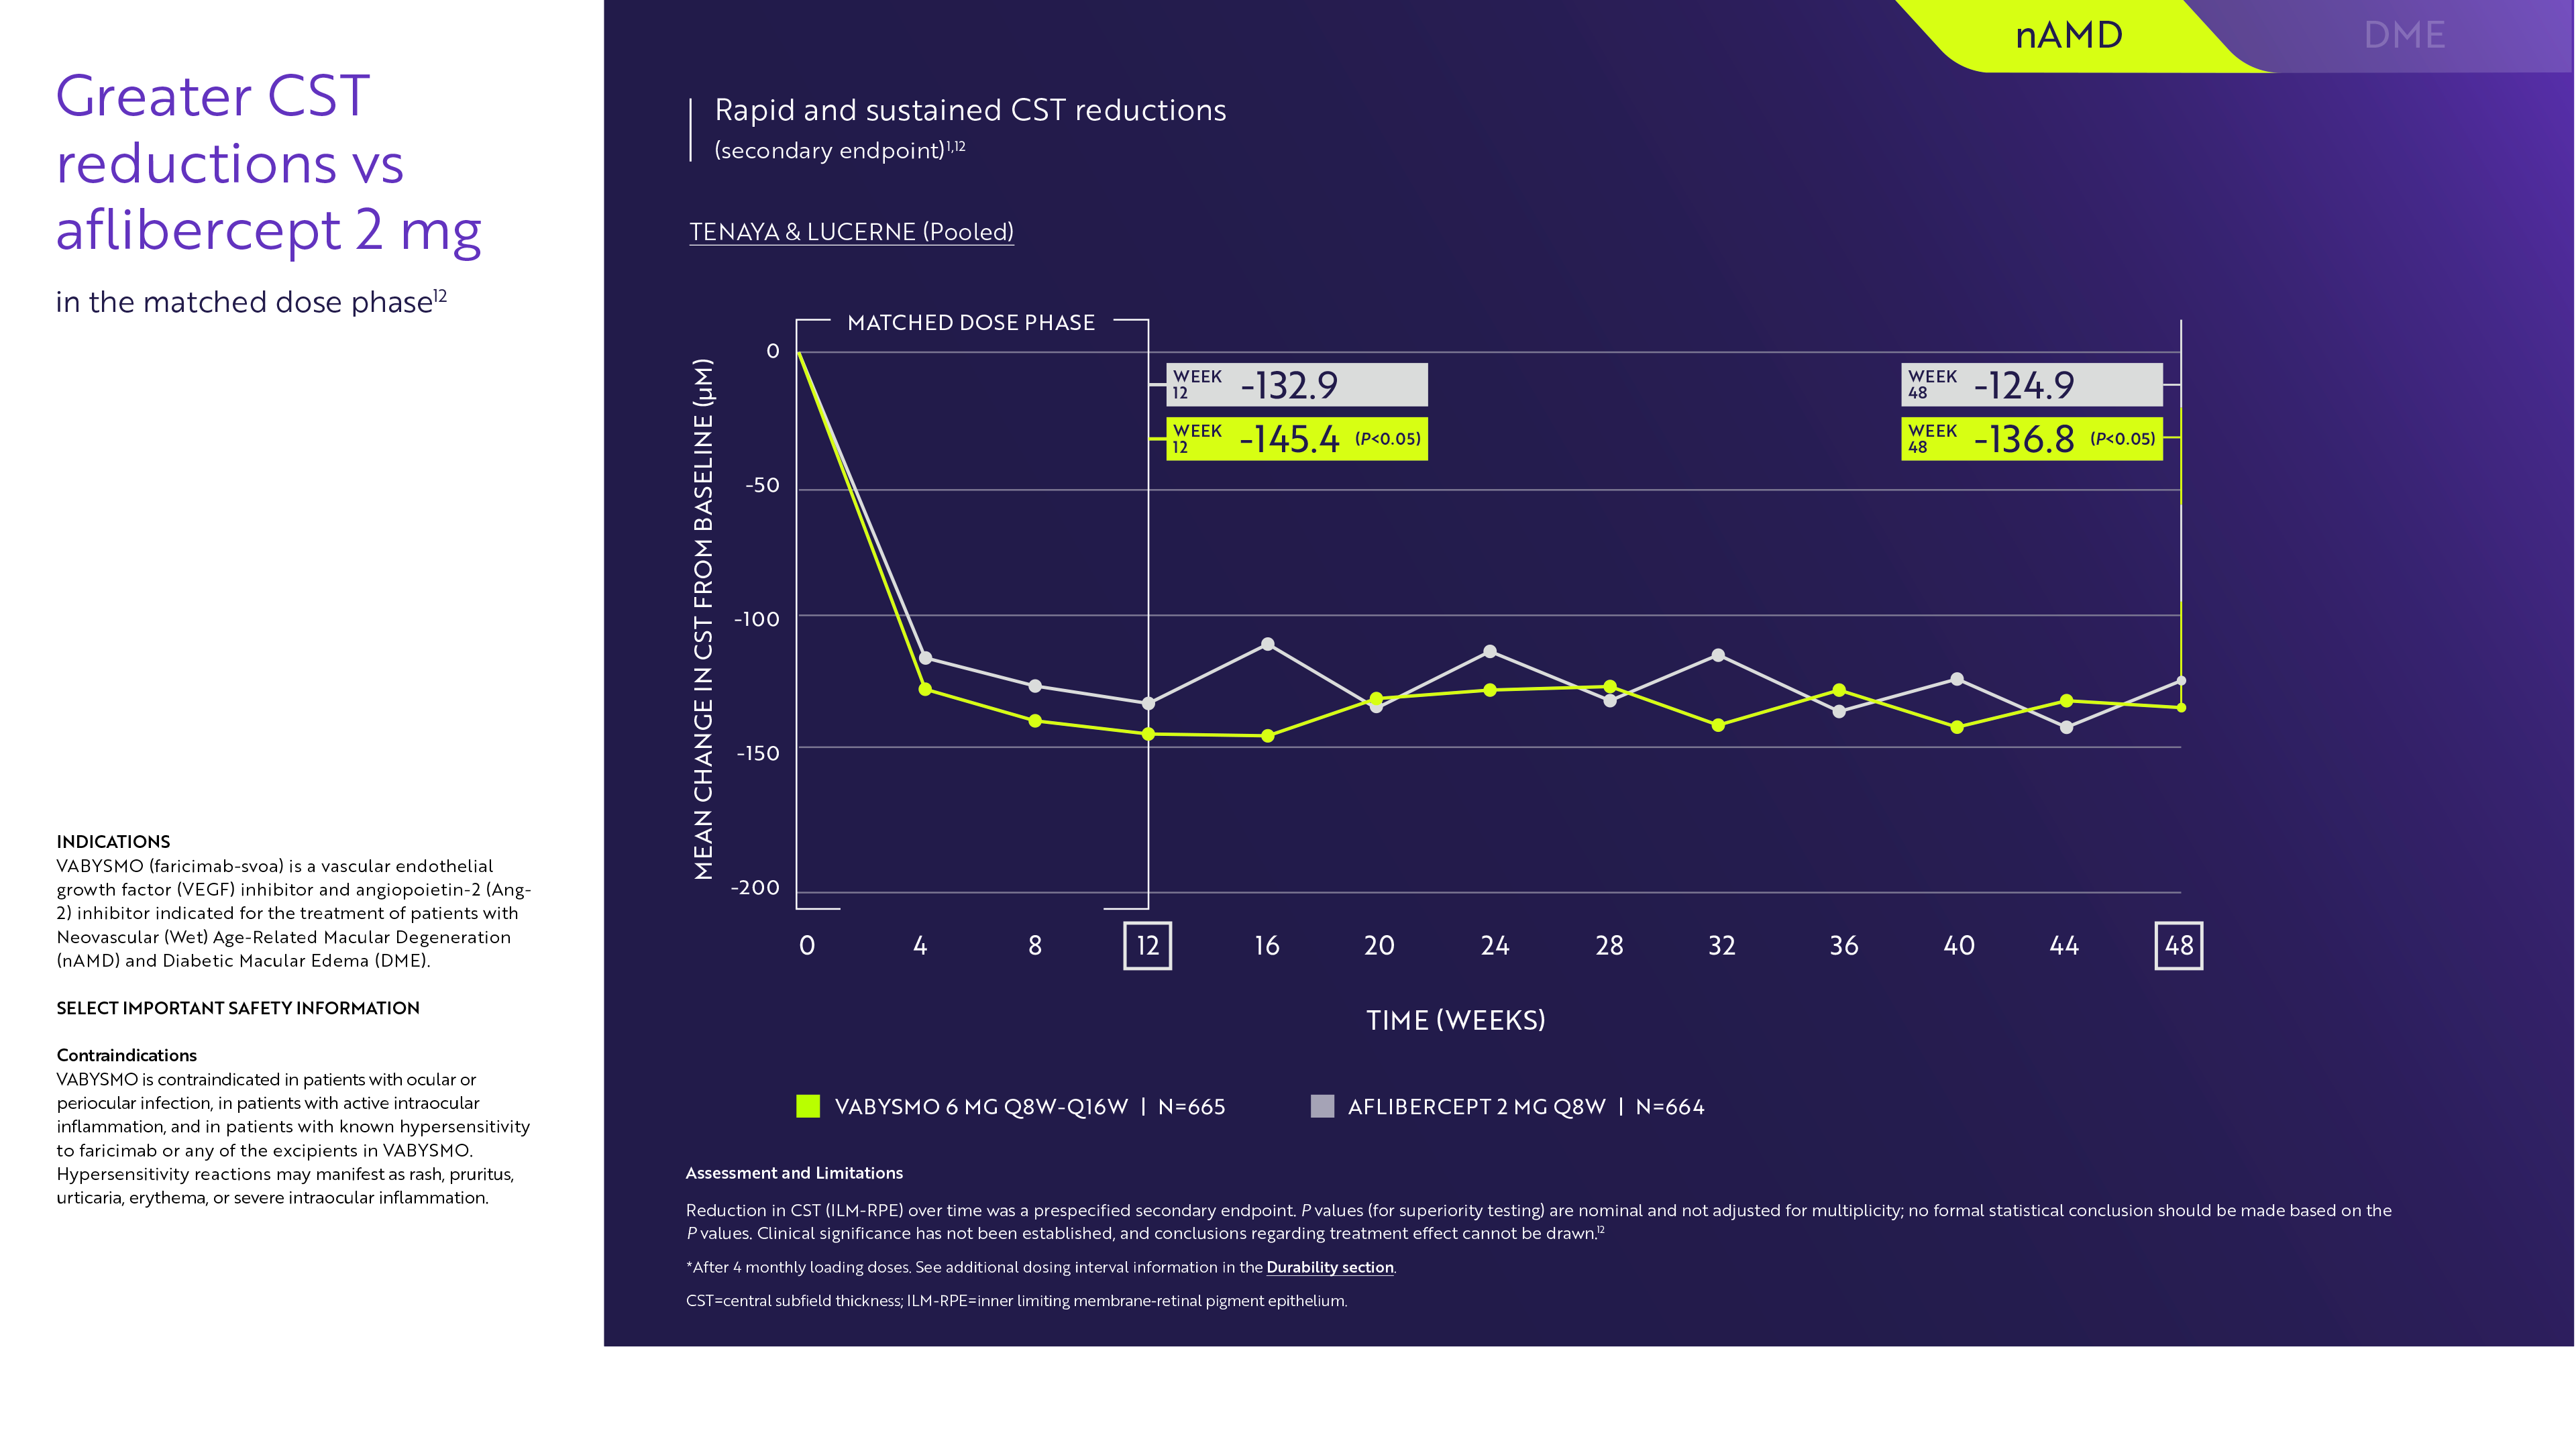 Greater CST
reductions vs
aflibercept 2 mg
in the matched dose phase12
INDICATIONS
VABYSMO (faricimab-svoa) is a vascular endothelial
growth factor (VEGF) inhibitor and angiopoietin-2 (Ang-
2) inhibitor indicated for the treatment of patients with
Neovascular (Wet) Age-Related Macular Degeneration
(nAMD) and Diabetic Macular Edema (DME).
SELECT IMPORTANT SAFETY INFORMATION
Contraindications
VABYSMO is contraindicated in patients with ocular or
periocular infection, in patients with active intraocular
inflammation, and in patients with known hypersensitivity
to faricimab or any of the excipients in VABYSMO.
Hypersensitivity reactions may manifest as rash, pruritus,
urticaria, erythema, or severe intraocular inflammation.
nAMD
DME
Rapid and sustained CST reductions
(secondary endpoint)1,12
TENAYA & LUCERNE (Pooled)
MATCHED DOSE PHASE
MEAN CHANGE IN CST FROM BASELINE (µM)
0
-50
-100
-150
-200
WEEK
12
-132.9
WEEK
12
-145.4 (P<0.05)
WEEK
48
-124.9
WEEK
48
-136.8 (P<0.05)
0 4 8 12 16 20 24 28 32 36 40 44 48
TIME (WEEKS)
VABYSMO 6 MG Q8W-Q16W | N=665
AFLIBERCEPT 2 MG Q8W | N=664
Assessment and Limitations
Reduction in CST (ILM-RPE) over time was a prespecified secondary endpoint. P values (for superiority testing) are nominal and not adjusted for multiplicity; no formal statistical conclusion should be made based on the
P values. Clinical significance has not been established, and conclusions regarding treatment effect cannot be drawn.12
*After 4 monthly loading doses. See additional dosing interval information in the Durability section.
CST=central subfield thickness; ILM-RPE=inner limiting membrane-retinal pigment epithelium.